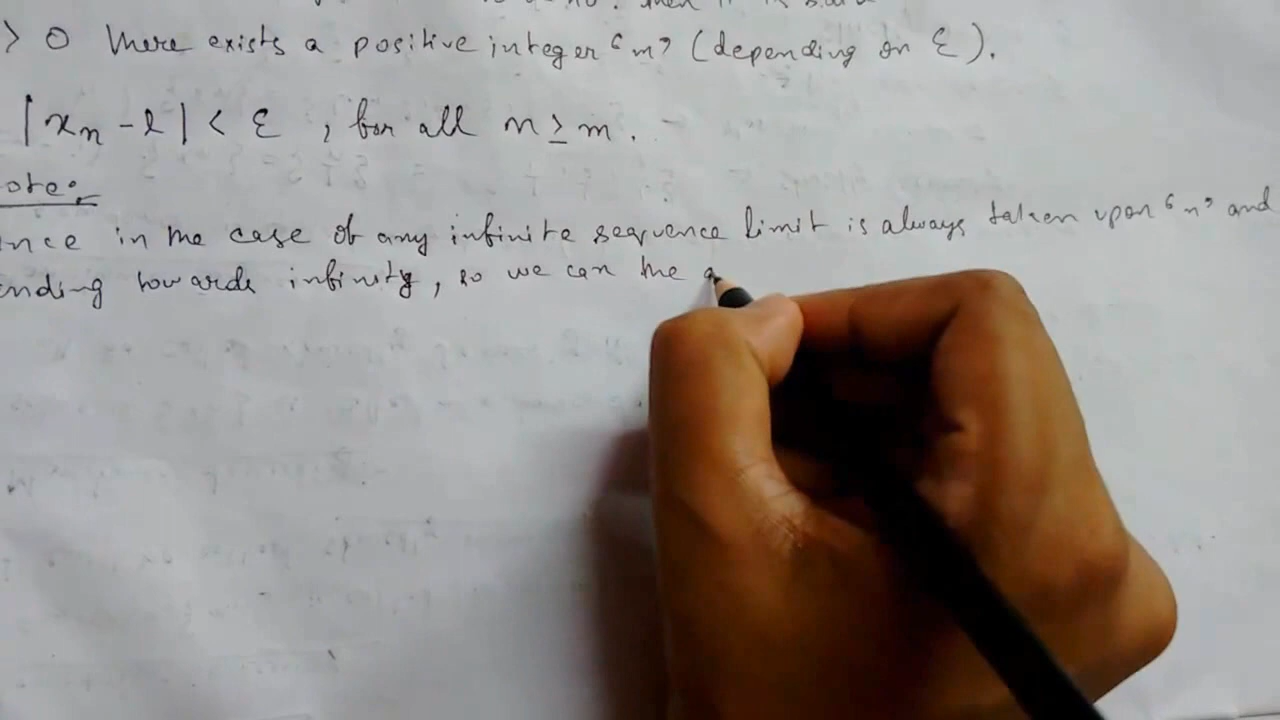 > 0 there exists a positive integer 'm' (depending on ε).
|xn - l| < ε , for all n ≥ m.
ote:
ence in the case of any infinite sequence limit is always taken upon 'n' and
ending towards infinity, so we can the a